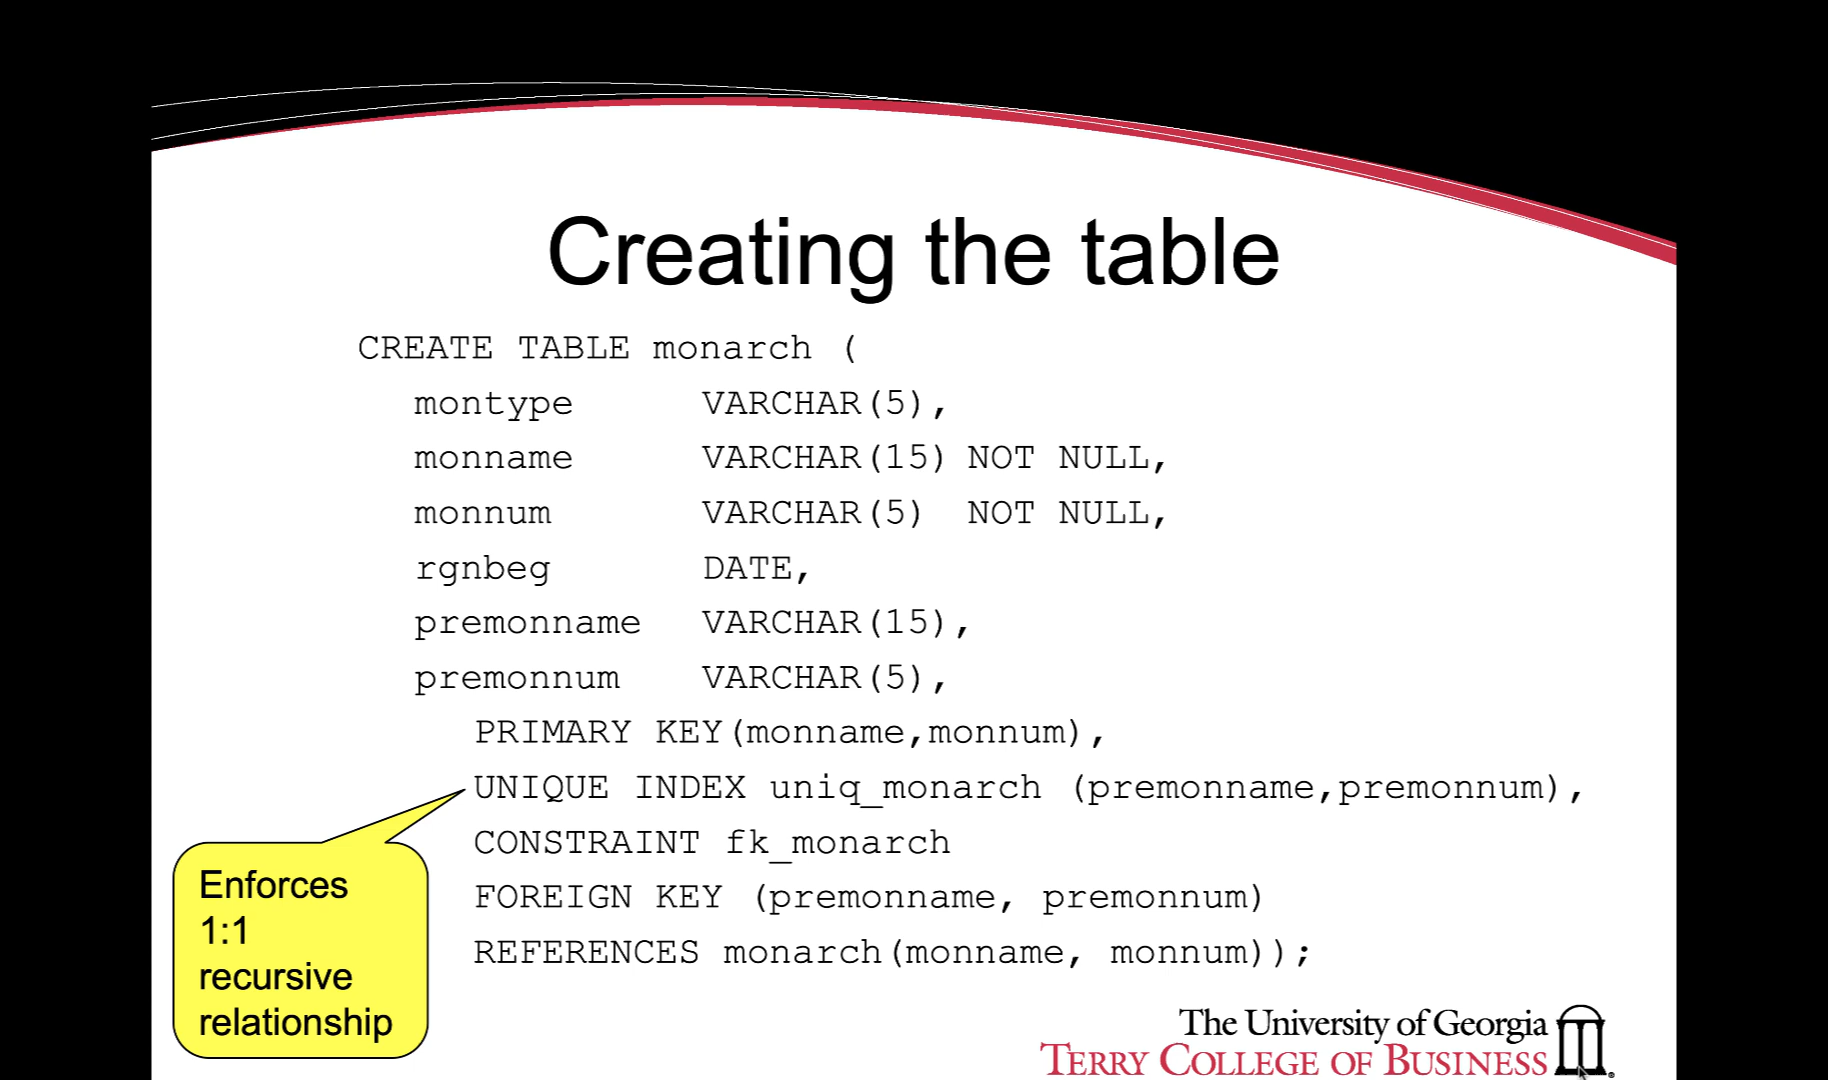 Creating the table
CREATE TABLE monarch (
montype VARCHAR(5),
monname VARCHAR(15) NOT NULL,
monnum VARCHAR(5) NOT NULL,
rgnbeg DATE,
premonname VARCHAR(15),
premonnum VARCHAR(5),
PRIMARY KEY(monname,monnum),
UNIQUE INDEX uniq_monarch (premonname,premonnum),
CONSTRAINT fk_monarch
FOREIGN KEY (premonname, premonnum)
REFERENCES monarch(monname, monnum));
Enforces
1:1
recursive
relationship
The University of Georgia
TERRY COLLEGE OF BUSINESS